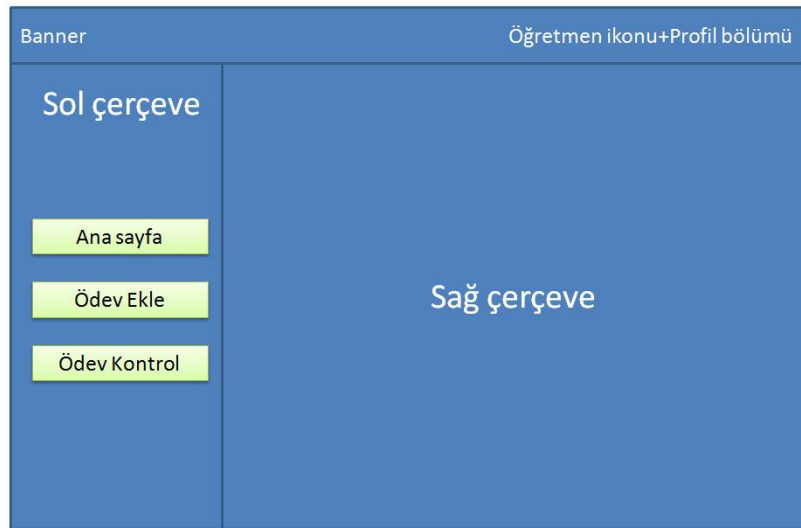 Banner
Öğretmen ikonu+Profil bölümü
Sol çerçeve
Ana sayfa
Ödev Ekle
Ödev Kontrol
Sağ çerçeve